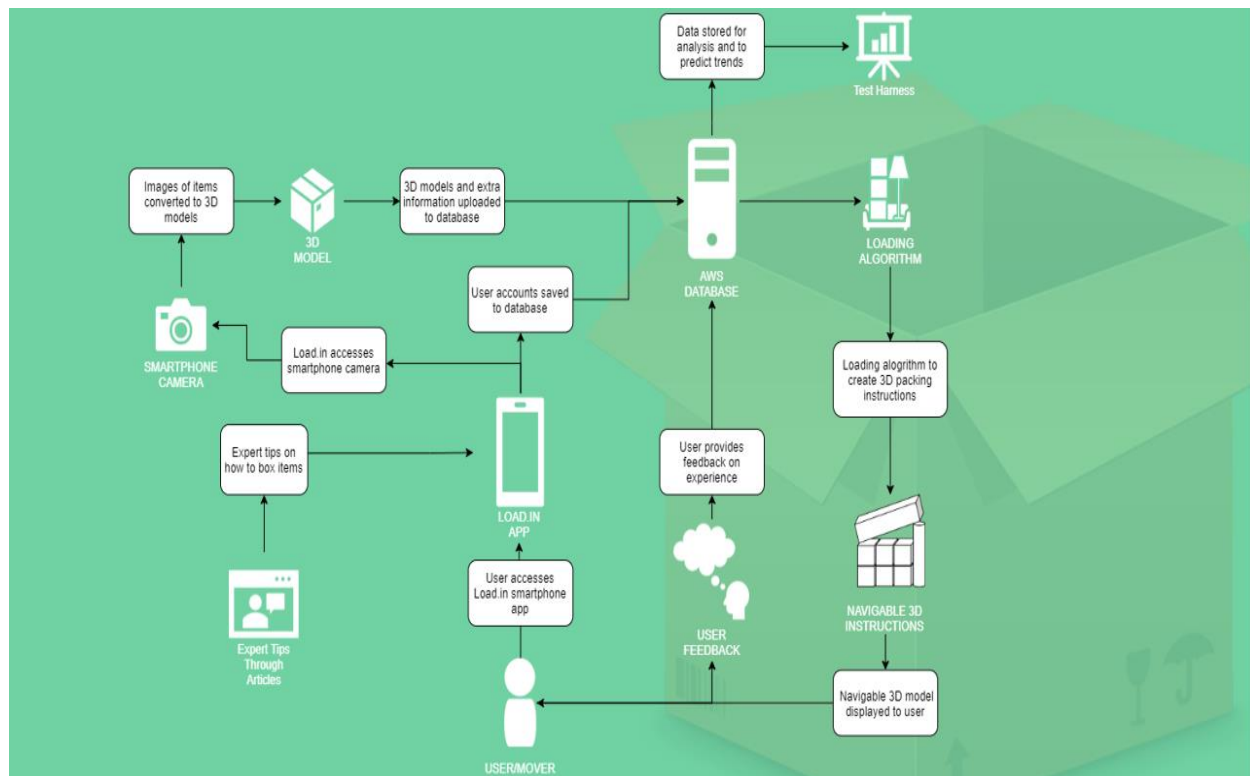 Data stored for
analysis and to
predict trends
Test Harness
Images of items
converted to 3D
models
3D
MODEL
3D models and extra
information uploaded
to database
AWS
DATABASE
LOADING
ALGORITHM
User accounts saved
to database
SMARTPHONE
CAMERA
Load.in accesses
smartphone camera
Loading alogrithm to
create 3D packing
instructions
Expert tips on
how to box items
LOAD.IN
APP
User provides
feedback on
experience
Expert Tips
Through
Articles
User accesses
Load.in smartphone
app
USER
FEEDBACK
NAVIGABLE 3D
INSTRUCTIONS
Navigable 3D model
displayed to user
USER/MOVER